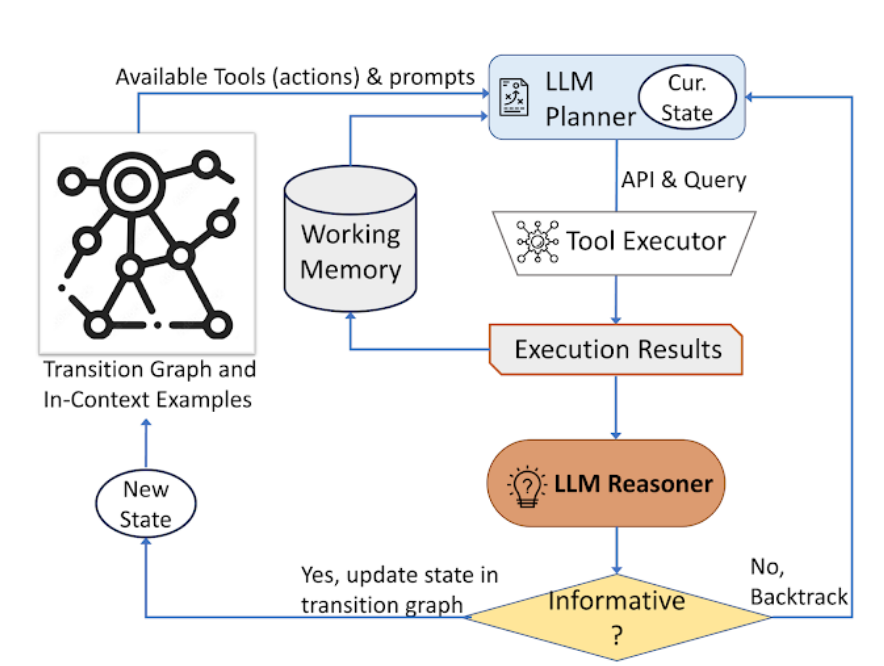 Available Tools (actions) & prompts
LLM
Planner
Cur.
State
API & Query
Working
Memory
Tool Executor
Execution Results
Transition Graph and
In-Context Examples
LLM Reasoner
New
State
Yes, update state in
transition graph
Informative
?
No,
Backtrack